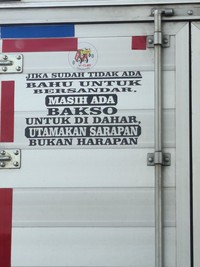 JIKA SUDAH TIDAK ADA
BAHU UNTUK
BERSANDAR,
MASIH ADA
BAKSO
UNTUK DI DAHAR,
UTAMAKAN SARAPAN
BUKAN HARAPAN